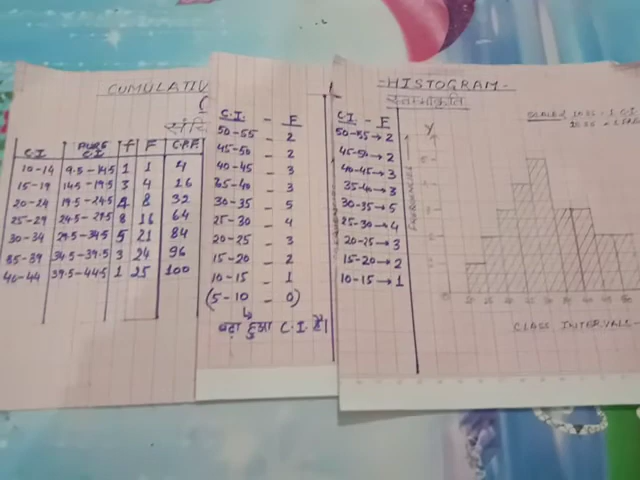 CUMULATIV
(
संचि
C.I. PURE C.I. f F C.P.F
10-14 9.5-14.5 1 1 4
15-19 14.5-19.5 3 4 16
20-24 19.5-24.5 4 8 32
25-29 24.5-29.5 8 16 64
30-34 29.5-34.5 5 21 84
35-39 34.5-39.5 3 24 96
40-44 39.5-44.5 1 25 100
C.I. - F
50-55 - 2
45-50 - 2
40-45 - 3
35-40 - 3
30-35 - 5
25-30 - 4
20-25 - 3
15-20 - 2
10-15 - 1
(5-10 - 0)
बढ़ा हुआ C.I. है।
-HISTOGRAM-
स्तम्भाकृति
C.I. - F
50-55→2
45-50→2
40-45→3
35-40→3
30-35→5
25-30→4
20-25→3
15-20→2
10-15→1
Y
FREQUENCIES
CLASS INTERVALS-